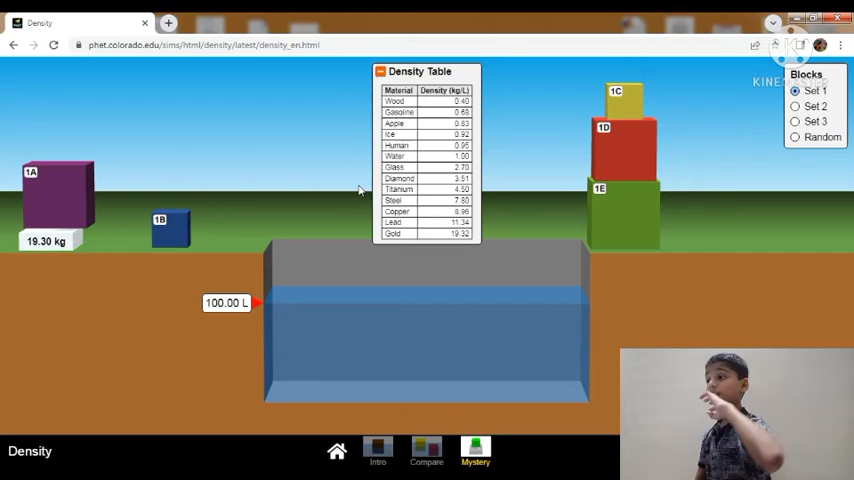 Density
phet.colorado.edu/sims/html/density/latest/density_en.html
KINEMASTER
Density Table
Material Density (kg/L)
Wood 0.40
Gasoline 0.68
Apple 0.83
Ice 0.92
Human 0.95
Water 1.00
Glass 2.70
Diamond 3.51
Titanium 4.50
Steel 7.80
Copper 8.96
Lead 11.34
Gold 19.32
Blocks
Set 1
Set 2
Set 3
Random
1A
19.30 kg
1B
1C
1D
1E
100.00 L
Density
Intro
Compare
Mystery